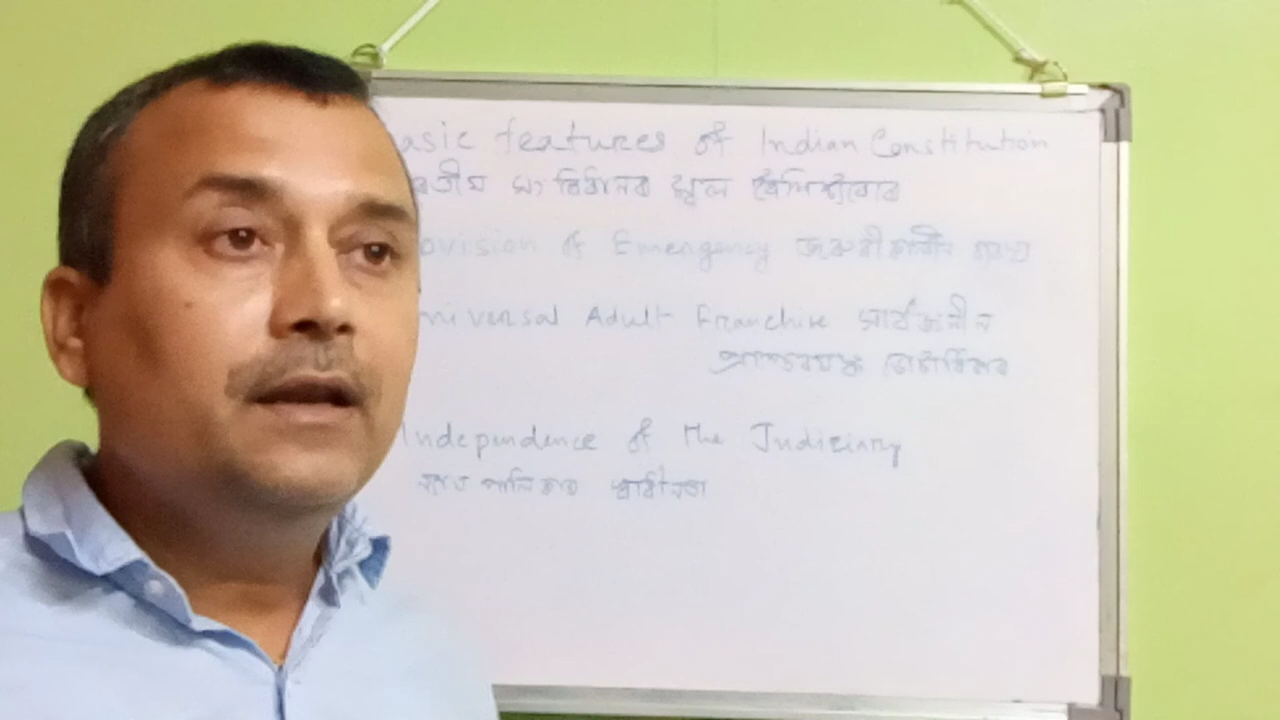 asic features of Indian Constitution
ৰতীয় সংবিধানৰ মূল বৈশিষ্ট্যবোৰ
ovision of Emergency জৰুৰীকালীন
niversal Adult Franchise সাৰ্বজনীন
প্ৰাপ্তবয়স্ক ভোটাধিকাৰ
Independence of the Judiciary
ন্যায় পালিকাৰ স্বাধীনতা